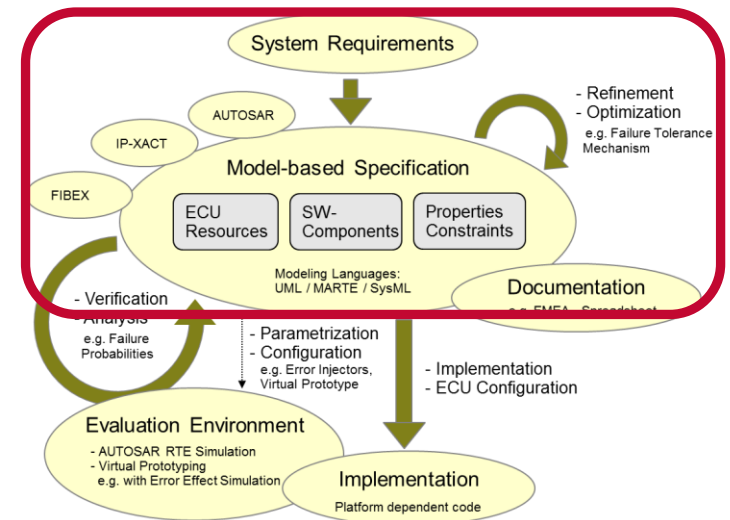 System Requirements
- Refinement
- Optimization
e.g. Failure Tolerance
Mechanism
AUTOSAR
IP-XACT
FIBEX
Model-based Specification
ECU
Resources
SW-
Components
Properties
Constraints
Modeling Languages:
UML / MARTE / SysML
Documentation
e.g. FMEA - Spreadsheet
- Verification
- Analysis
e.g. Failure
Probabilities
- Parametrization
- Configuration
e.g. Error Injectors,
Virtual Prototype
- Implementation
- ECU Configuration
Evaluation Environment
- AUTOSAR RTE Simulation
- Virtual Prototyping
e.g. with Error Effect Simulation
Implementation
Platform dependent code